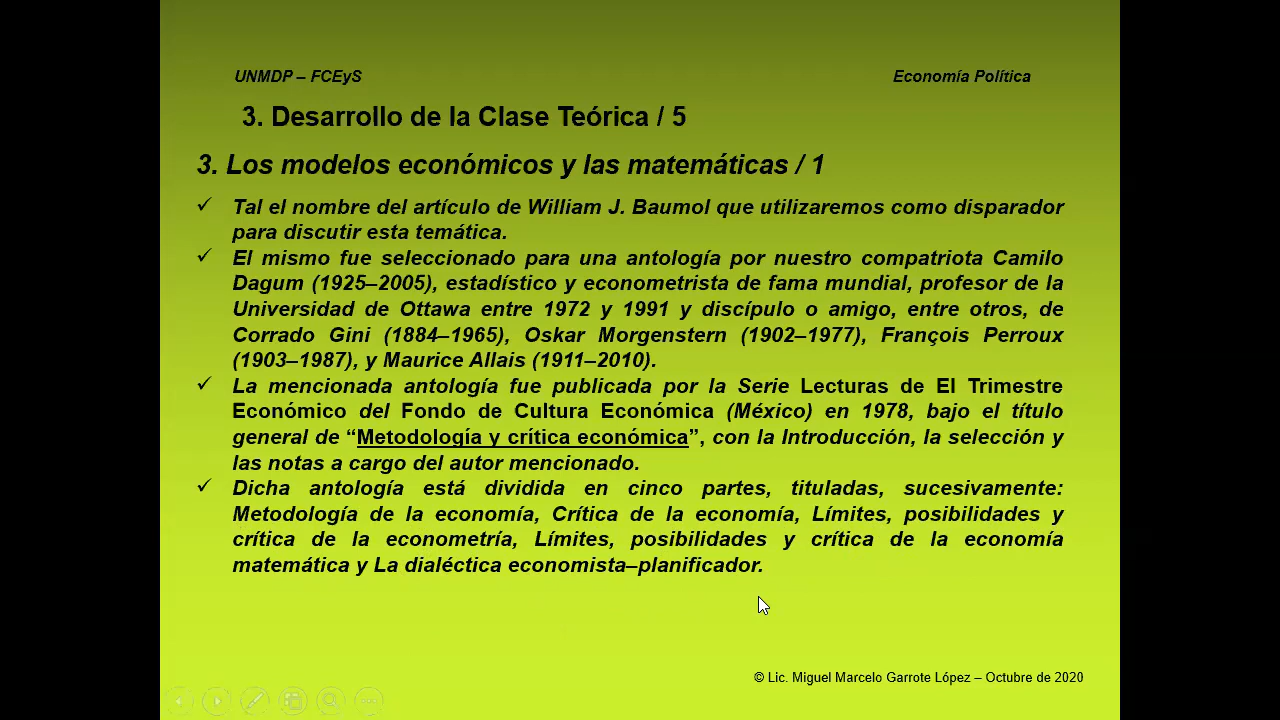 UNMDP – FCEyS
Economía Política
3. Desarrollo de la Clase Teórica / 5
3. Los modelos económicos y las matemáticas / 1
Tal el nombre del artículo de William J. Baumol que utilizaremos como disparador
para discutir esta temática.
El mismo fue seleccionado para una antología por nuestro compatriota Camilo
Dagum (1925–2005), estadístico y econometrista de fama mundial, profesor de la
Universidad de Ottawa entre 1972 y 1991 y discípulo o amigo, entre otros, de
Corrado Gini (1884–1965), Oskar Morgenstern (1902–1977), François Perroux
(1903–1987), y Maurice Allais (1911–2010).
La mencionada antología fue publicada por la Serie Lecturas de El Trimestre
Económico del Fondo de Cultura Económica (México) en 1978, bajo el título
general de “Metodología y crítica económica”, con la Introducción, la selección y
las notas a cargo del autor mencionado.
Dicha antología está dividida en cinco partes, tituladas, sucesivamente:
Metodología de la economía, Crítica de la economía, Límites, posibilidades y
crítica de la econometría, Límites, posibilidades y crítica de la economía
matemática y La dialéctica economista–planificador.
© Lic. Miguel Marcelo Garrote López – Octubre de 2020